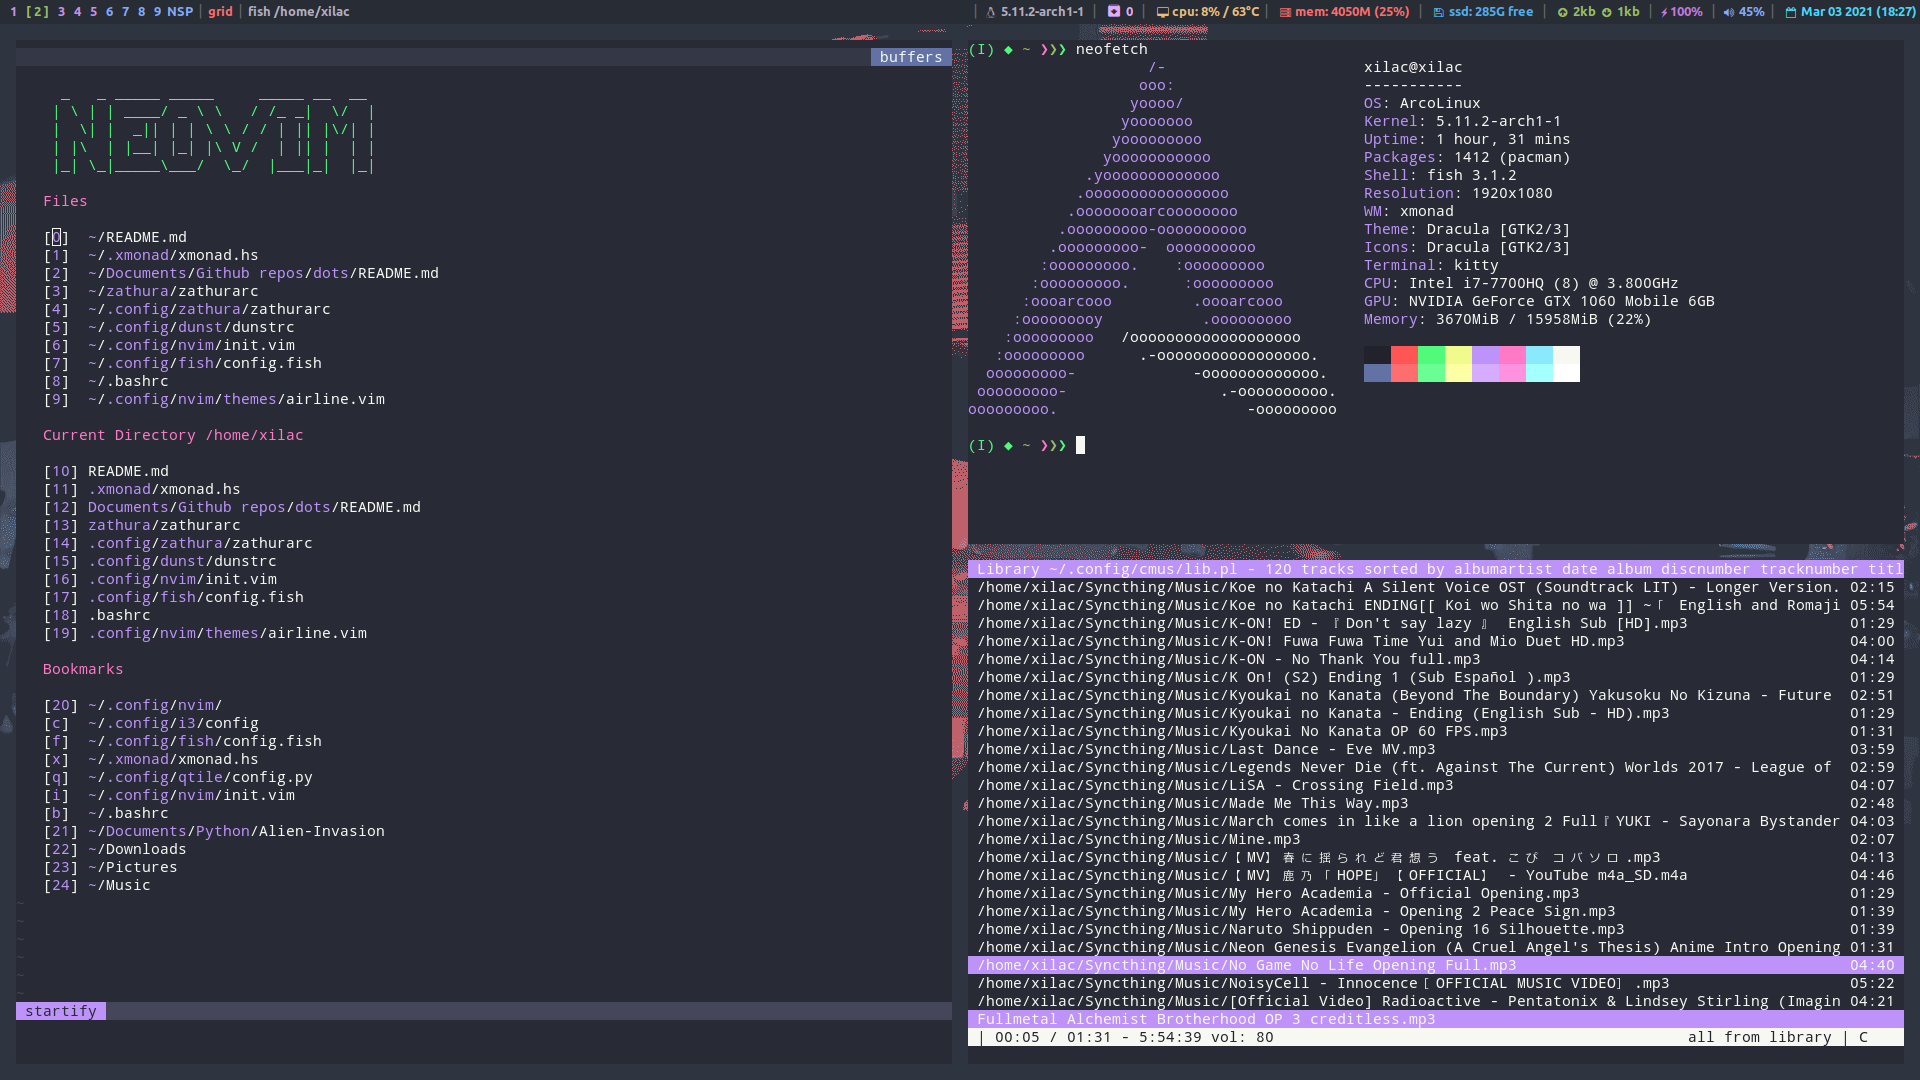 1 [ 2 ] 3 4 5 6 7 8 9 NSP | grid | fish /home/xilac
| 5.11.2-arch1-1 | 0 | cpu: 8% / 63°C | mem: 4050M (25%) | ssd: 285G free | 2kb 1kb | 100% | 45% | Mar 03 2021 (18:27)
buffers
NEOVIM
Files
[0] ~/README.md
[1] ~/.xmonad/xmonad.hs
[2] ~/Documents/Github repos/dots/README.md
[3] ~/zathura/zathurarc
[4] ~/.config/zathura/zathurarc
[5] ~/.config/dunst/dunstrc
[6] ~/.config/nvim/init.vim
[7] ~/.config/fish/config.fish
[8] ~/.bashrc
[9] ~/.config/nvim/themes/airline.vim
Current Directory /home/xilac
[10] README.md
[11] .xmonad/xmonad.hs
[12] Documents/Github repos/dots/README.md
[13] zathura/zathurarc
[14] .config/zathura/zathurarc
[15] .config/dunst/dunstrc
[16] .config/nvim/init.vim
[17] .config/fish/config.fish
[18] .bashrc
[19] .config/nvim/themes/airline.vim
Bookmarks
[20] ~/.config/nvim/
[c] ~/.config/i3/config
[f] ~/.config/fish/config.fish
[x] ~/.xmonad/xmonad.hs
[q] ~/.config/qtile/config.py
[i] ~/.config/nvim/init.vim
[b] ~/.bashrc
[21] ~/Documents/Python/Alien-Invasion
[22] ~/Downloads
[23] ~/Pictures
[24] ~/Music
startify
(I) ◆ ~ ❯❯❯ neofetch
/-
ooo:
yoooo/
yooooooo
yooooooooo
yooooooooooo
.yooooooooooooo
.oooooooooooooooo
.oooooooarcoooooooo
.ooooooooo-oooooooooo
.ooooooooo-  oooooooooo
:ooooooooo.    :ooooooooo
:ooooooooo.      :ooooooooo
:oooarcooo         .oooarcooo
:ooooooooy           .ooooooooo
:ooooooooo   /ooooooooooooooooooo
:ooooooooo      .-ooooooooooooooooo.
ooooooooo-             -ooooooooooooo.
ooooooooo-                 .-oooooooooo.
ooooooooo.                     -ooooooooo
xilac@xilac
-----------
OS: ArcoLinux
Kernel: 5.11.2-arch1-1
Uptime: 1 hour, 31 mins
Packages: 1412 (pacman)
Shell: fish 3.1.2
Resolution: 1920x1080
WM: xmonad
Theme: Dracula [GTK2/3]
Icons: Dracula [GTK2/3]
Terminal: kitty
CPU: Intel i7-7700HQ (8) @ 3.800GHz
GPU: NVIDIA GeForce GTX 1060 Mobile 6GB
Memory: 3670MiB / 15958MiB (22%)
(I) ◆ ~ ❯❯❯
Library ~/.config/cmus/lib.pl - 120 tracks sorted by albumartist date album discnumber tracknumber titl
/home/xilac/Syncthing/Music/Koe no Katachi A Silent Voice OST (Soundtrack LIT) - Longer Version. 02:15
/home/xilac/Syncthing/Music/Koe no Katachi ENDING[[ Koi wo Shita no wa ]] ~「 English and Romaji 05:54
/home/xilac/Syncthing/Music/K-ON! ED - 『Don't say lazy 』 English Sub [HD].mp3 01:29
/home/xilac/Syncthing/Music/K-ON! Fuwa Fuwa Time Yui and Mio Duet HD.mp3 04:00
/home/xilac/Syncthing/Music/K-ON - No Thank You full.mp3 04:14
/home/xilac/Syncthing/Music/K On! (S2) Ending 1 (Sub Español ).mp3 01:29
/home/xilac/Syncthing/Music/Kyoukai no Kanata (Beyond The Boundary) Yakusoku No Kizuna - Future 02:51
/home/xilac/Syncthing/Music/Kyoukai no Kanata - Ending (English Sub - HD).mp3 01:29
/home/xilac/Syncthing/Music/Kyoukai No Kanata OP 60 FPS.mp3 01:31
/home/xilac/Syncthing/Music/Last Dance - Eve MV.mp3 03:59
/home/xilac/Syncthing/Music/Legends Never Die (ft. Against The Current) Worlds 2017 - League of 02:59
/home/xilac/Syncthing/Music/LiSA - Crossing Field.mp3 04:07
/home/xilac/Syncthing/Music/Made Me This Way.mp3 02:48
/home/xilac/Syncthing/Music/March comes in like a lion opening 2 Full『YUKI - Sayonara Bystander 04:03
/home/xilac/Syncthing/Music/Mine.mp3 02:07
/home/xilac/Syncthing/Music/【MV】春に揺られど君想う feat. こぴ コバソロ.mp3 04:13
/home/xilac/Syncthing/Music/【MV】鹿乃「HOPE」【OFFICIAL】 - YouTube m4a_SD.m4a 04:46
/home/xilac/Syncthing/Music/My Hero Academia - Official Opening.mp3 01:29
/home/xilac/Syncthing/Music/My Hero Academia - Opening 2 Peace Sign.mp3 01:39
/home/xilac/Syncthing/Music/Naruto Shippuden - Opening 16 Silhouette.mp3 01:39
/home/xilac/Syncthing/Music/Neon Genesis Evangelion (A Cruel Angel's Thesis) Anime Intro Opening 01:31
/home/xilac/Syncthing/Music/No Game No Life Opening Full.mp3 04:40
/home/xilac/Syncthing/Music/NoisyCell - Innocence［OFFICIAL MUSIC VIDEO］.mp3 05:22
/home/xilac/Syncthing/Music/[Official Video] Radioactive - Pentatonix & Lindsey Stirling (Imagin 04:21
Fullmetal Alchemist Brotherhood OP 3 creditless.mp3
| 00:05 / 01:31 - 5:54:39 vol: 80 all from library | C